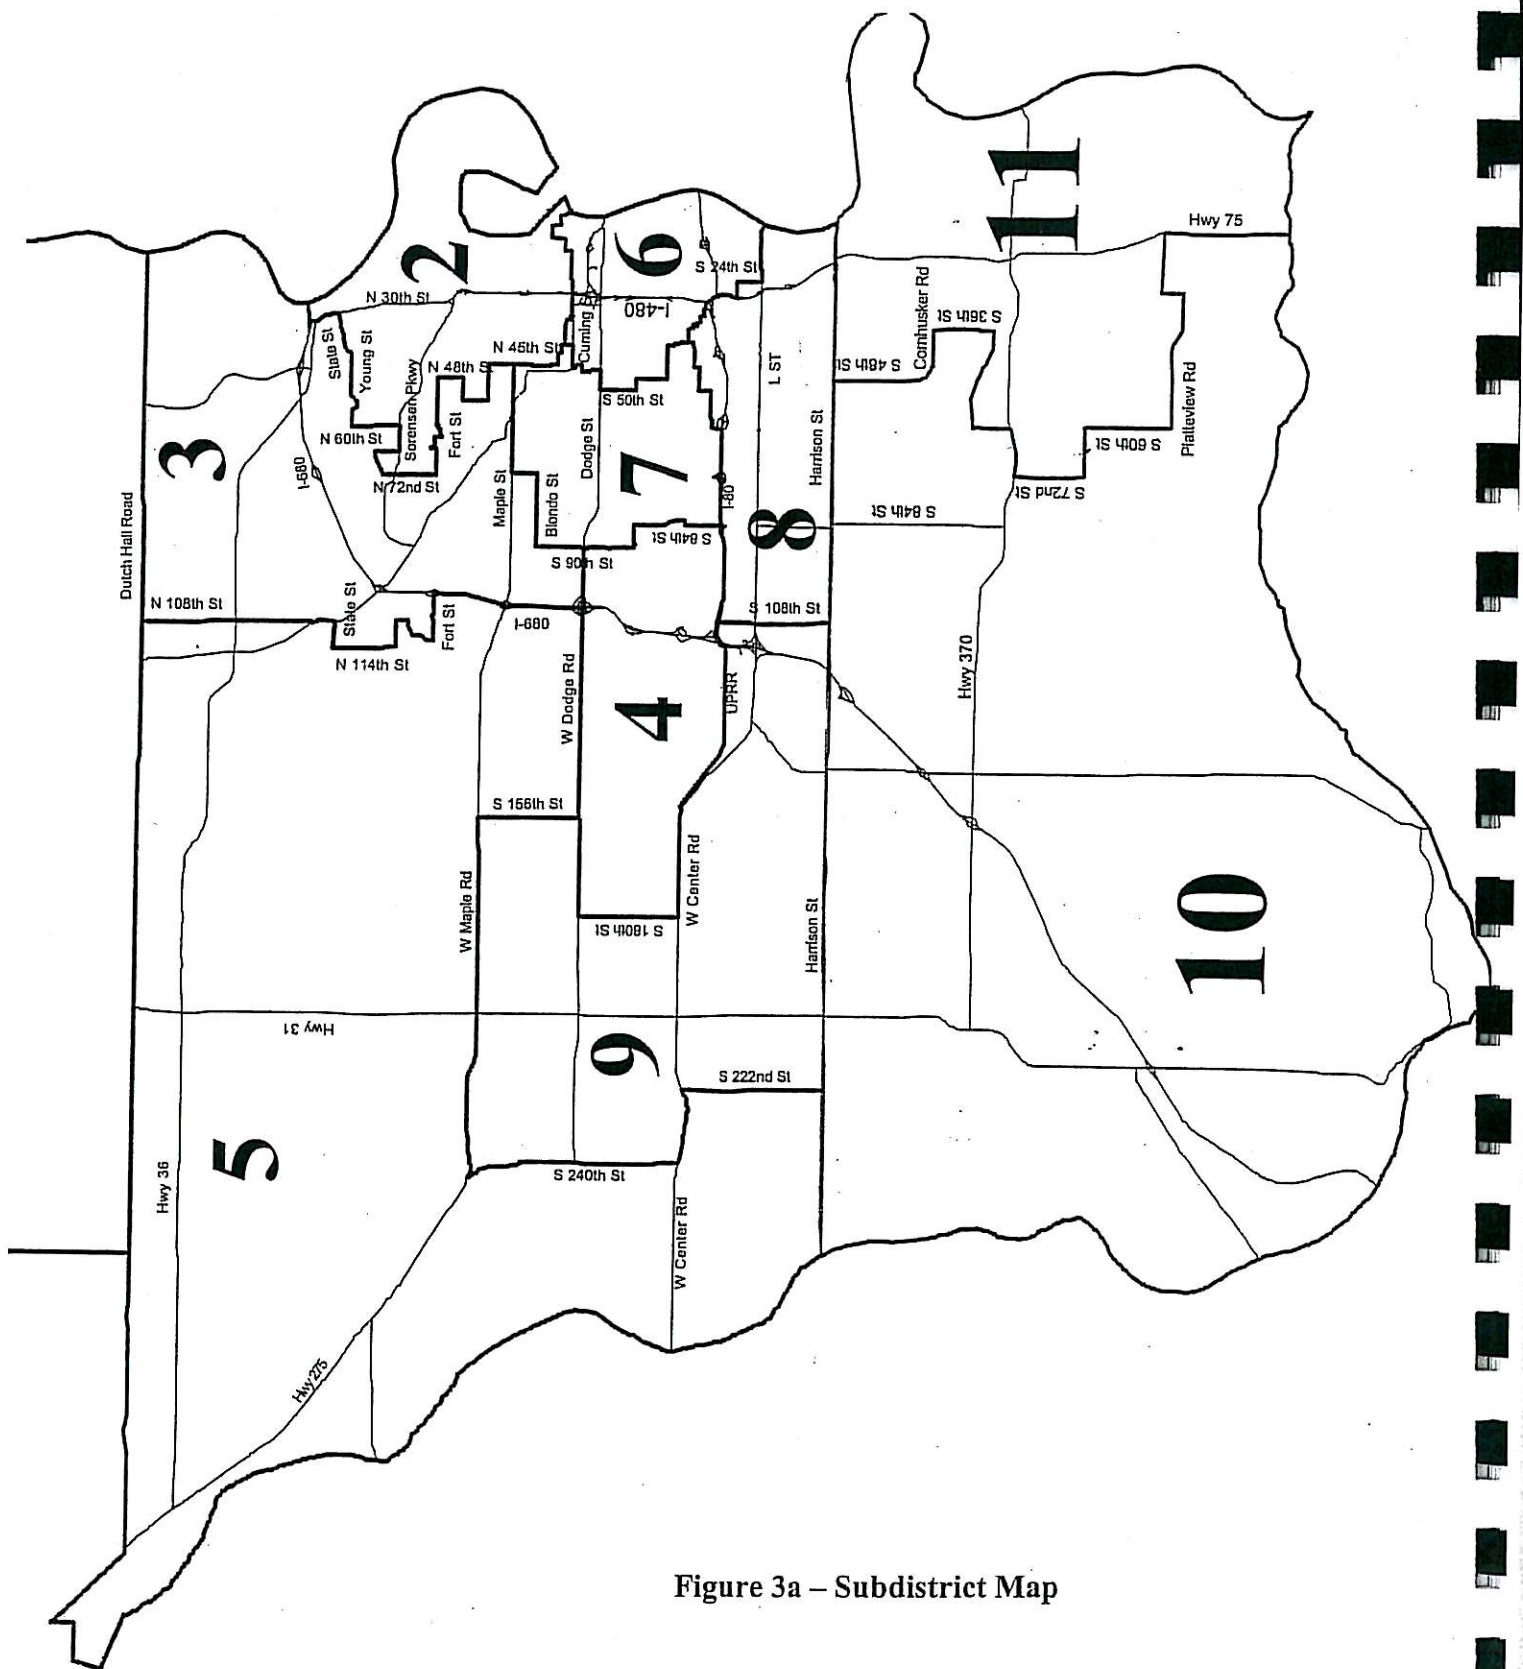 Dutch Hall Road
N 108th St
Hwy 36
5
Hwy 275
Hwy 31
3
I-680
State St
Young St
N 30th St
2
N 60th St
Sorensen Pkwy
N 48th St
N 45th St
Fort St
N 72nd St
State St
Fort St
N 114th St
Maple St
Blondo St
Dodge St
Cuming S
6
I-480
S 24th St
S 50th St
7
I-80
S 84th St
S 90th St
I-680
W Dodge Rd
4
UPRR
S 156th St
W Maple Rd
W Center Rd
S 180th St
9
S 222nd St
S 240th St
W Center Rd
L ST
Harrison St
8
S 108th St
Harrison St
S 48th St
Cornhusker Rd
S 36th St
11
Hwy 75
Platteview Rd
S 60th St
S 72nd St
S 84th St
Hwy 370
10
Figure 3a – Subdistrict Map